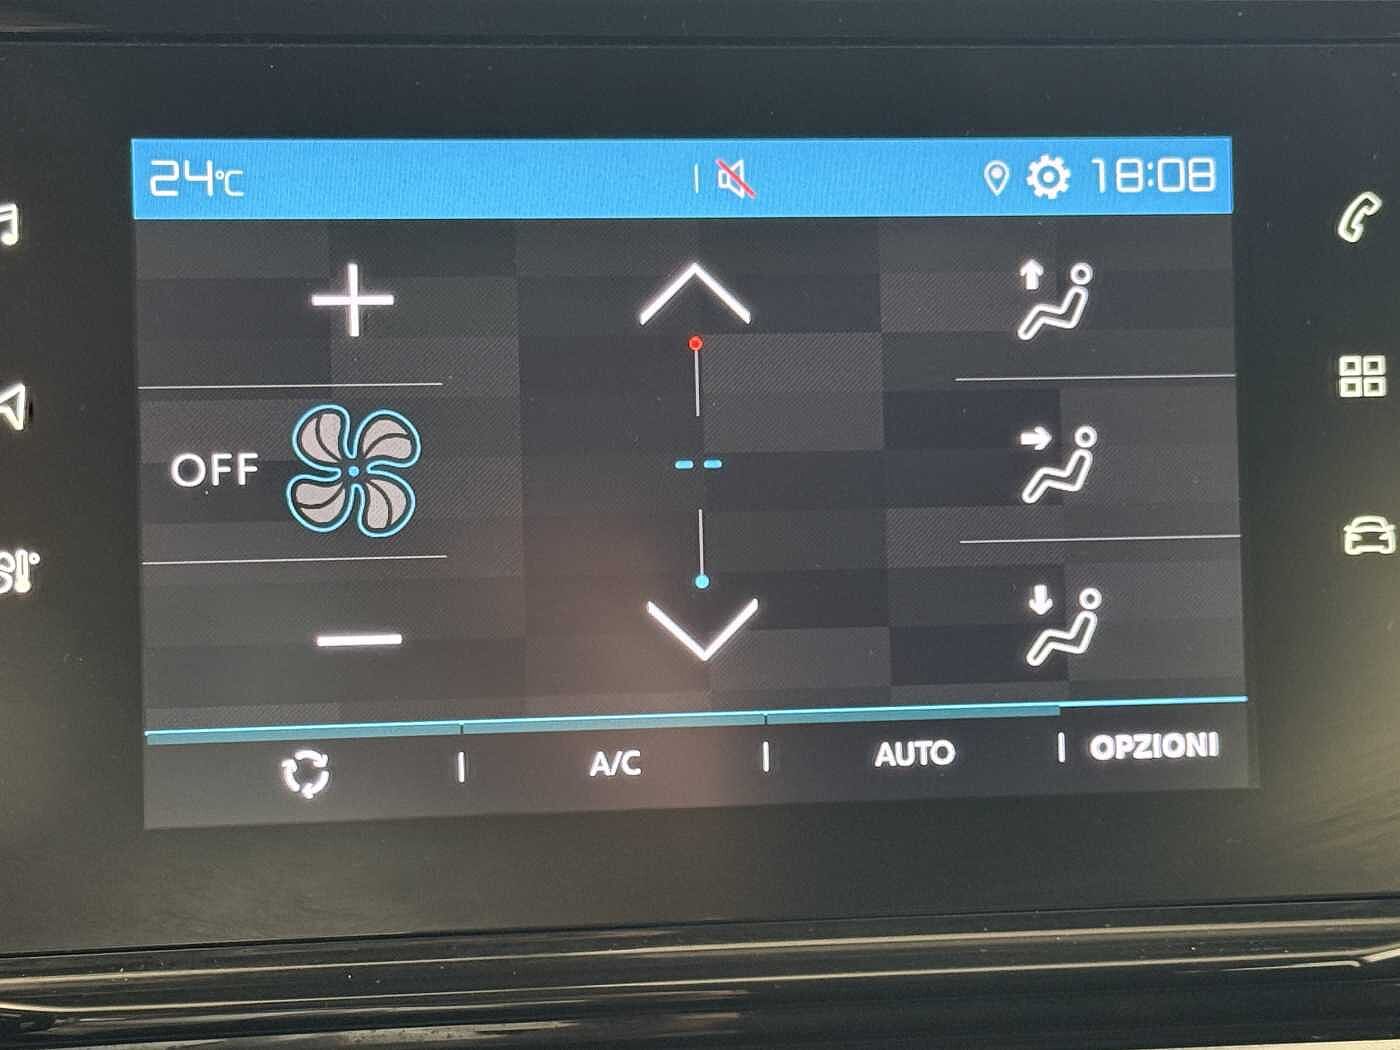 24°C
18:08
OFF
-- 
A/C
AUTO
OPZIONI